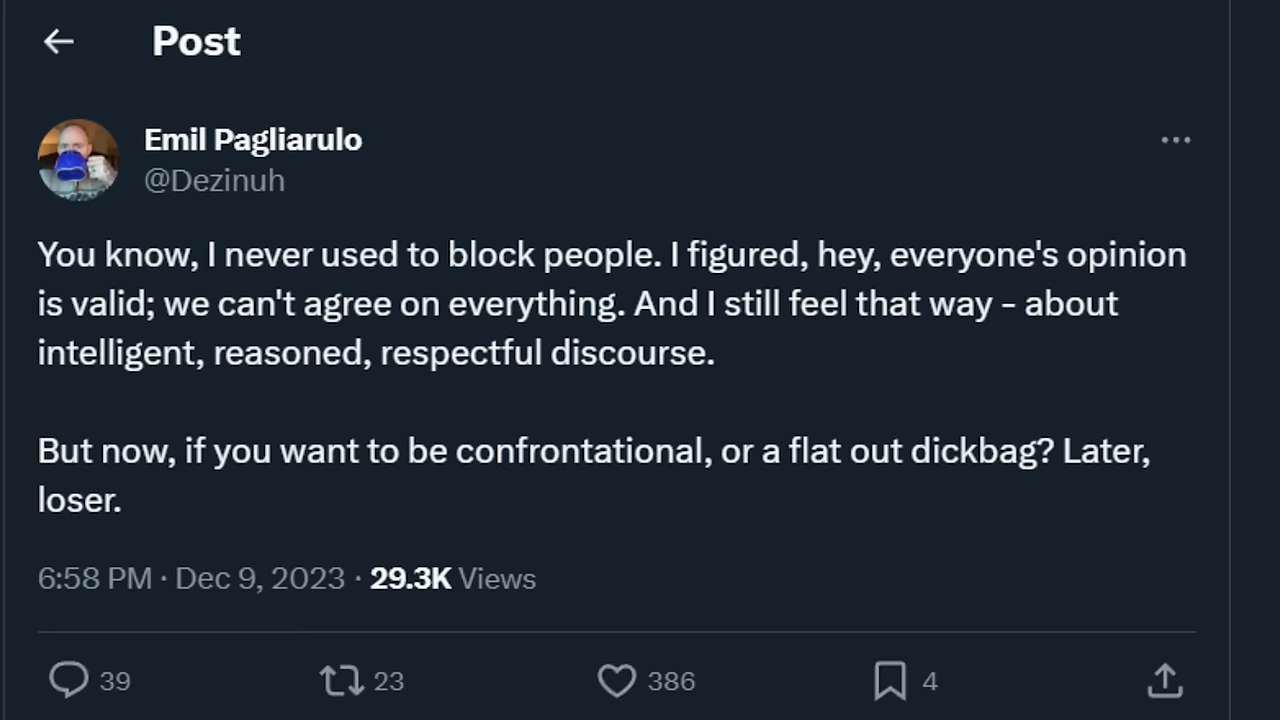 Post
Emil Pagliarulo
@Dezinuh
You know, I never used to block people. I figured, hey, everyone's opinion
is valid; we can't agree on everything. And I still feel that way – about
intelligent, reasoned, respectful discourse.
But now, if you want to be confrontational, or a flat out dickbag? Later,
loser.
6:58 PM · Dec 9, 2023 · 29.3K Views
39 23 386 4